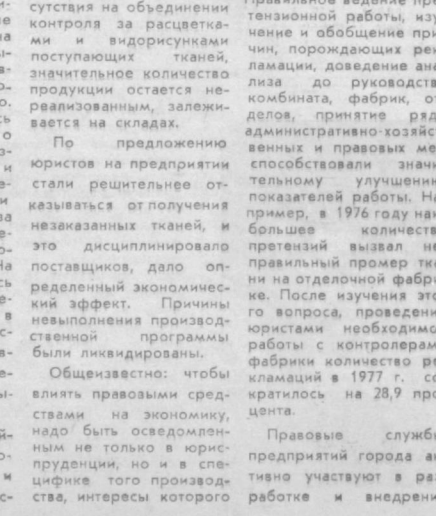 сутствия на объединении
контроля за расцветка-
ми и видорисунками
поступающих тканей,
значительное количество
продукции остается не-
реализованным, залежи-
вается на складах.
По предложению
юристов на предприятии
стали решительнее от-
казываться от получения
незаказанных тканей, и
это дисциплинировало
поставщиков, дало оп-
ределенный экономичес-
кий эффект. Причины
невыполнения производ-
ственной программы
были ликвидированы.
Общеизвестно: чтобы
влиять правовыми сред-
ствами на экономику,
надо быть осведомлен-
ным не только в юрис-
пруденции, но и в спе-
цифике того производ-
ства, интересы которого
тензионной работы, изу
чение и обобщение при
чин, порождающих рек
ламации, доведение ана
лиза до руководств
комбината, фабрик, от
делов, принятие ряд
административно-хозяйст
венных и правовых ме
способствовали значи
тельному улучшению
показателей работы. На
пример, в 1976 году наи
большее количеств
претензий вызвал не
правильный промер тка
ни на отделочной фабри
ке. После изучения это
го вопроса, проведени
юристами необходимо
работы с контролерам
фабрики количество ре
кламаций в 1977 г. со
кратилось на 28,9 про
цента.
Правовые служб
предприятий города ак
тивно участвуют в раз
работке и внедрени